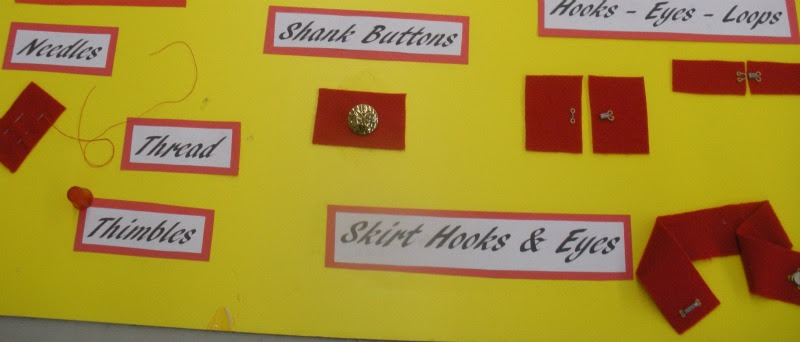 Needles
Shank Buttons
Hooks - Eyes - Loops
Thread
Thimbles
Skirt Hooks & Eyes